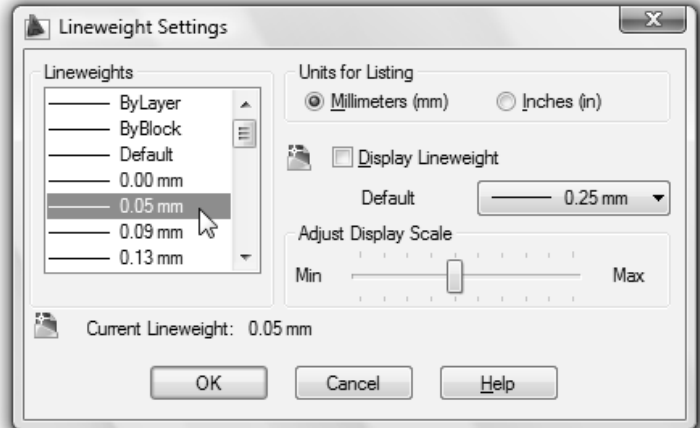 Lineweight Settings
Lineweights
ByLayer
ByBlock
Default
0.00 mm
0.05 mm
0.09 mm
0.13 mm
Units for Listing
Millimeters (mm)
Inches (in)
Display Lineweight
Default
0.25 mm
Adjust Display Scale
Min
Max
Current Lineweight: 0.05 mm
OK
Cancel
Help